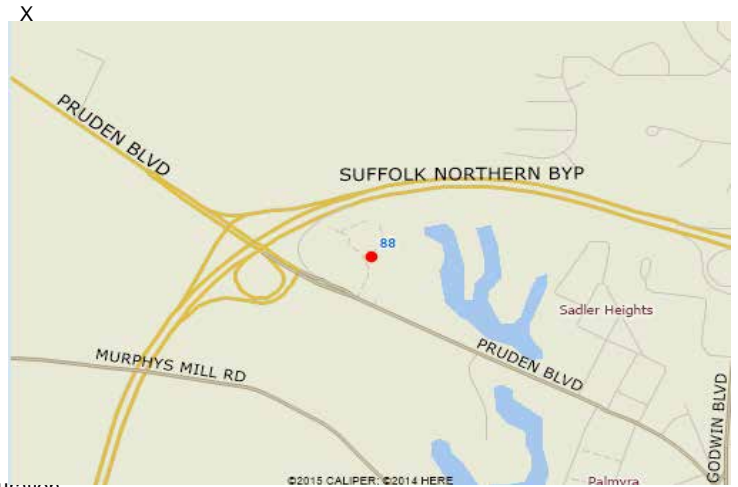 X
PRUDEN BLVD
SUFFOLK NORTHERN BYP
88
Sadler Heights
PRUDEN BLVD
MURPHYS MILL RD
GODWIN BLVD
©2015 CALIPER; ©2014 HERE
Palmyra